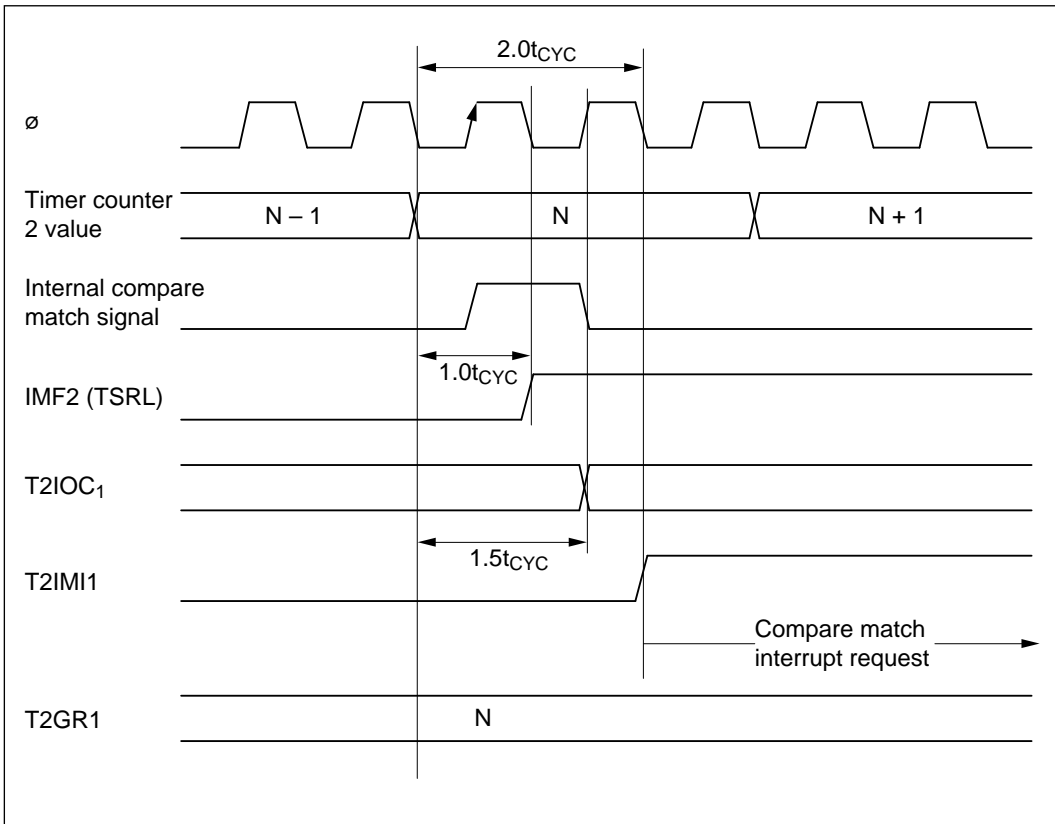 2.0tCYC
ø
Timer counter
2 value
N – 1
N
N + 1
Internal compare
match signal
1.0tCYC
IMF2 (TSRL)
T2IOC1
1.5tCYC
T2IMI1
Compare match
interrupt request
T2GR1
N